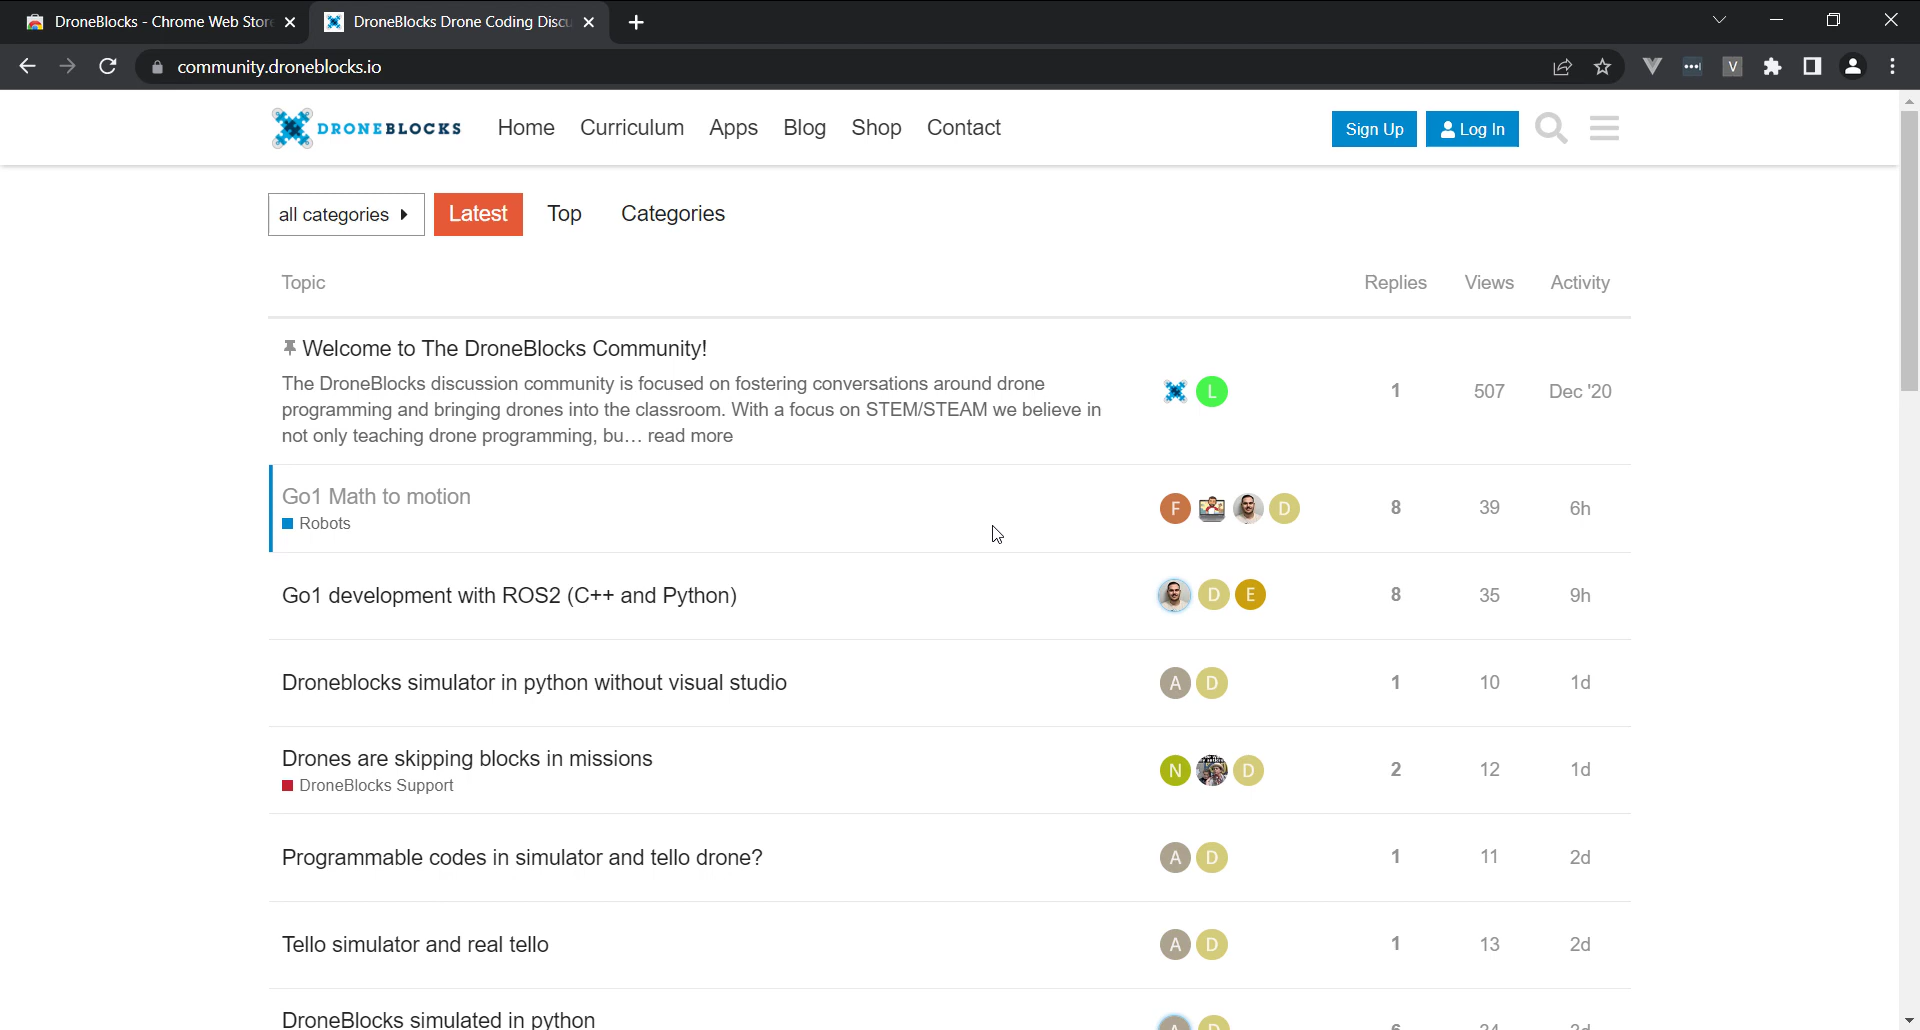 DroneBlocks - Chrome Web Store
DroneBlocks Drone Coding Discu
community.droneblocks.io
V
DRONEBLOCKS
Home Curriculum Apps Blog Shop Contact
Sign Up
Log In
all categories
Latest
Top
Categories
Topic Replies Views Activity
Welcome to The DroneBlocks Community!
The DroneBlocks discussion community is focused on fostering conversations around drone
programming and bringing drones into the classroom. With a focus on STEM/STEAM we believe in
not only teaching drone programming, bu… read more
L 1 507 Dec '20
Go1 Math to motion
Robots
F D 8 39 6h
Go1 development with ROS2 (C++ and Python) D E 8 35 9h
Droneblocks simulator in python without visual studio A D 1 10 1d
Drones are skipping blocks in missions
DroneBlocks Support
N D 2 12 1d
Programmable codes in simulator and tello drone? A D 1 11 2d
Tello simulator and real tello A D 1 13 2d
DroneBlocks simulated in python A D 6 24 2d